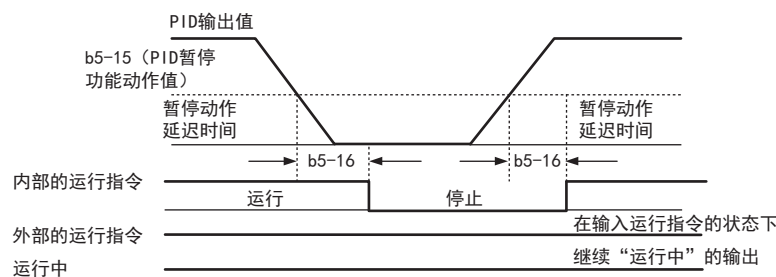 PID输出值
b5-15（PID暂停
功能动作值）
暂停动作
延迟时间
暂停动作
延迟时间
b5-16
b5-16
内部的运行指令
运行
停止
在输入运行指令的状态下
外部的运行指令
继续“运行中”的输出
运行中